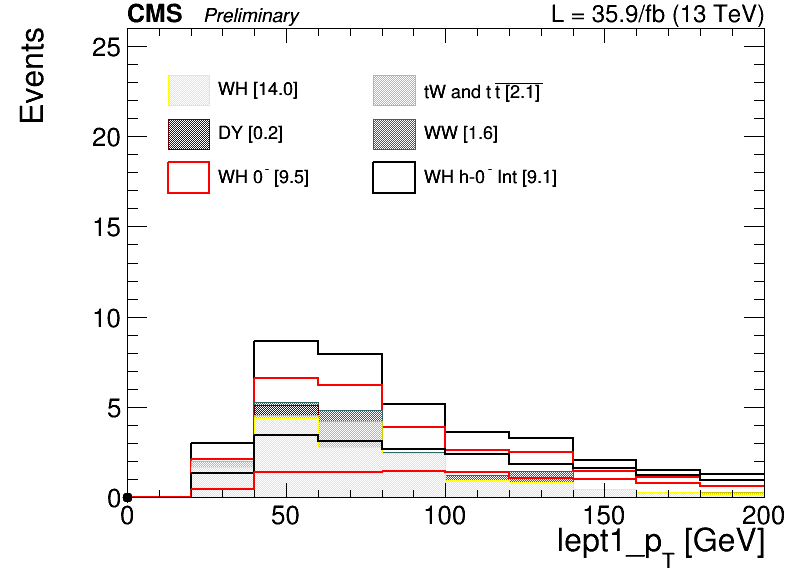 CMS Preliminary L = 35.9/fb (13 TeV)
Events
25
20
15
10
5
0
WH [14.0] tW and t t [2.1]
DY [0.2] WW [1.6]
WH 0⁻ [9.5] WH h-0⁻ Int [9.1]
0 50 100 150 200
lept1_p_T [GeV]